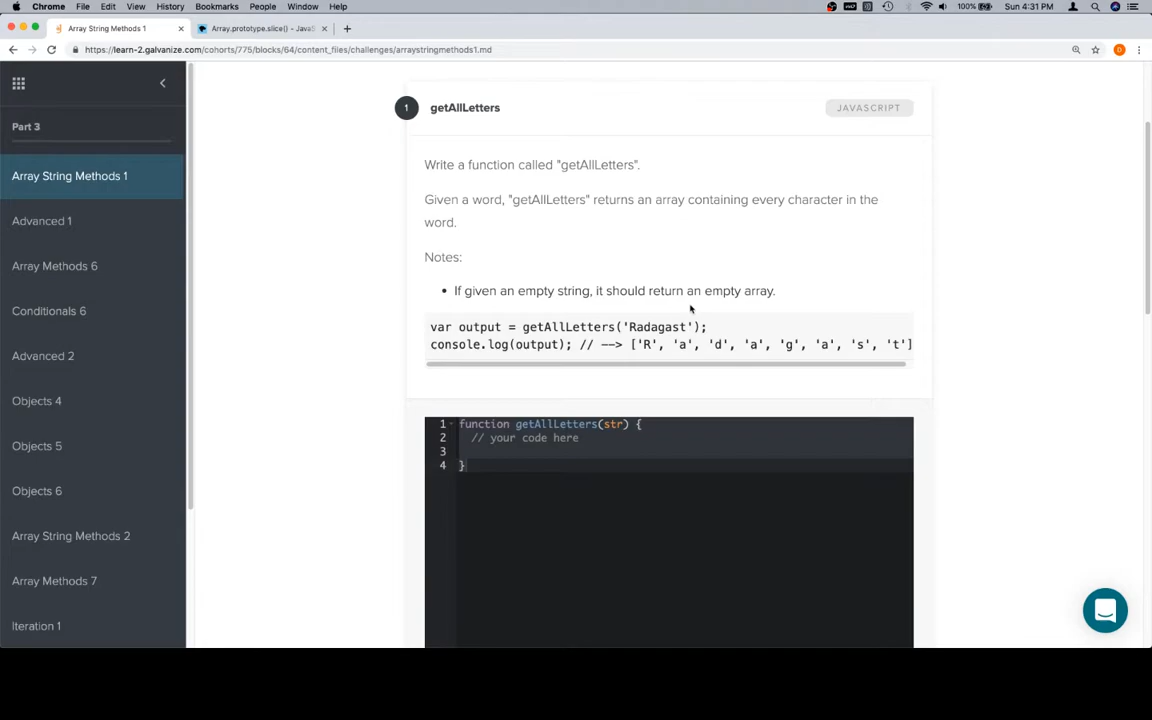 Chrome File Edit View History Bookmarks People Window Help 100% Sun 4:31 PM
Array String Methods 1 × Array.prototype.slice() - JavaS ×
https://learn-2.galvanize.com/cohorts/775/blocks/64/content_files/challenges/arraystringmethods1.md
Part 3
Array String Methods 1
Advanced 1
Array Methods 6
Conditionals 6
Advanced 2
Objects 4
Objects 5
Objects 6
Array String Methods 2
Array Methods 7
Iteration 1
1 getAllLetters JAVASCRIPT
Write a function called "getAllLetters".
Given a word, "getAllLetters" returns an array containing every character in the
word.
Notes:
• If given an empty string, it should return an empty array.
var output = getAllLetters('Radagast');
console.log(output); // --> ['R', 'a', 'd', 'a', 'g', 'a', 's', 't']
1 function getAllLetters(str) {
2 // your code here
3
4 }